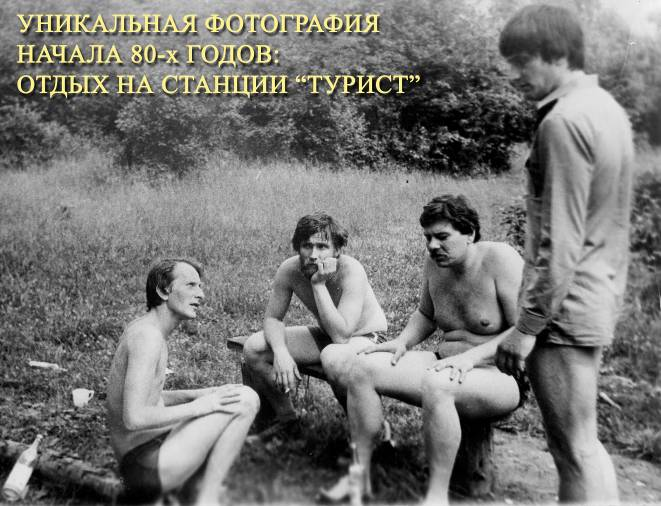 УНИКАЛЬНАЯ ФОТОГРАФИЯ
НАЧАЛА 80-х ГОДОВ:
ОТДЫХ НА СТАНЦИИ “ТУРИСТ”